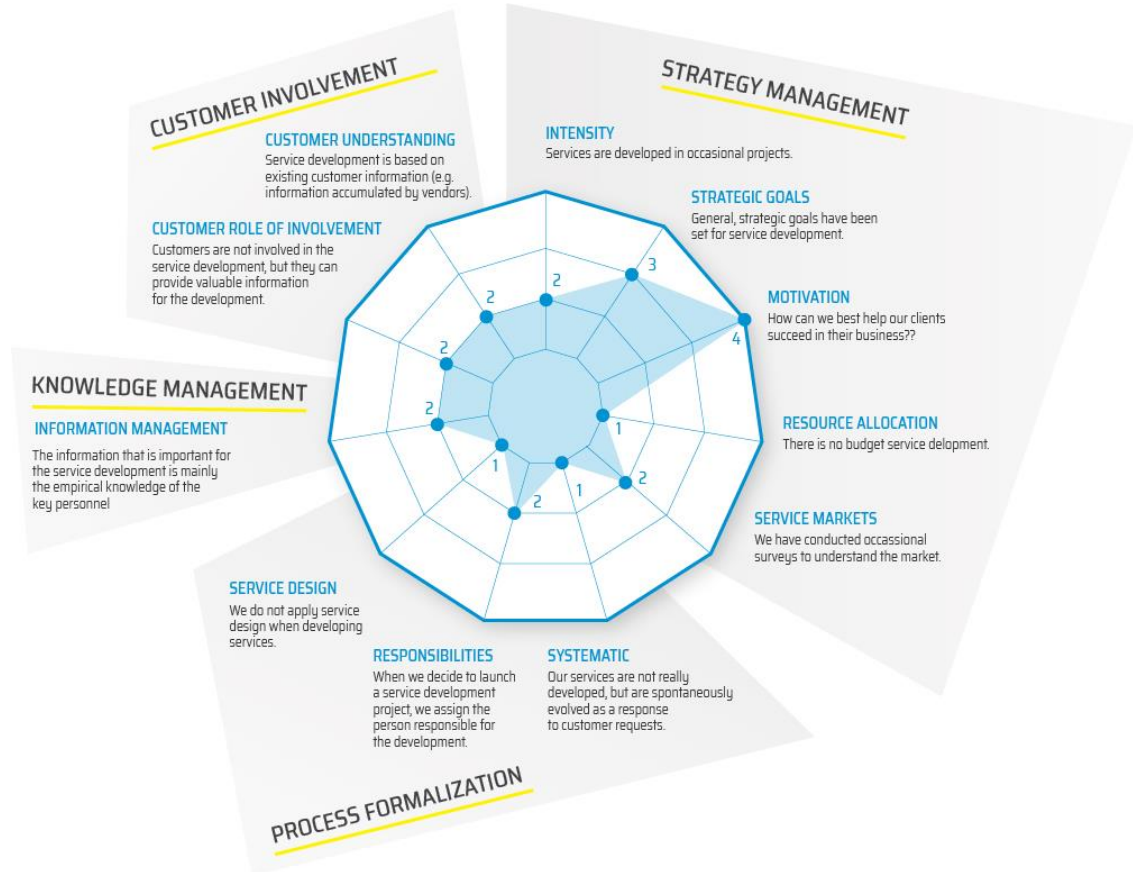 CUSTOMER INVOLVEMENT
CUSTOMER UNDERSTANDING
Service development is based on
existing customer information (e.g.
information accumulated by vendors).
CUSTOMER ROLE OF INVOLVEMENT
Customers are not involved in the
service development, but they can
provide valuable information
for the development.
STRATEGY MANAGEMENT
INTENSITY
Services are developed in occasional projects.
STRATEGIC GOALS
General, strategic goals have been
set for service development.
MOTIVATION
How can we best help our clients
succeed in their business??
RESOURCE ALLOCATION
There is no budget service delopment.
SERVICE MARKETS
We have conducted occassional
surveys to understand the market.
KNOWLEDGE MANAGEMENT
INFORMATION MANAGEMENT
The information that is important for
the service development is mainly
the empirical knowledge of the
key personnel
2
3
4
1
2
1
2
1
2
2
2
SERVICE DESIGN
We do not apply service
design when developing
services.
RESPONSIBILITIES
When we decide to launch
a service development
project, we assign the
person responsible for
the development.
SYSTEMATIC
Our services are not really
developed, but are spontaneously
evolved as a response
to customer requests.
PROCESS FORMALIZATION